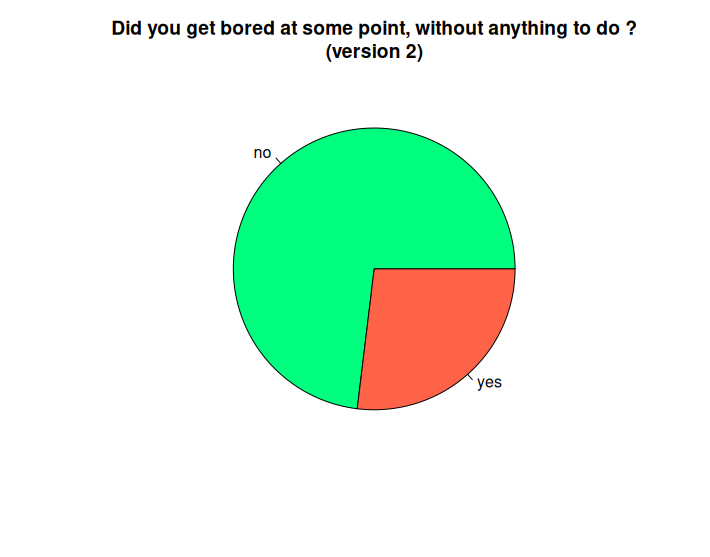 Did you get bored at some point, without anything to do ?
(version 2)
no
yes